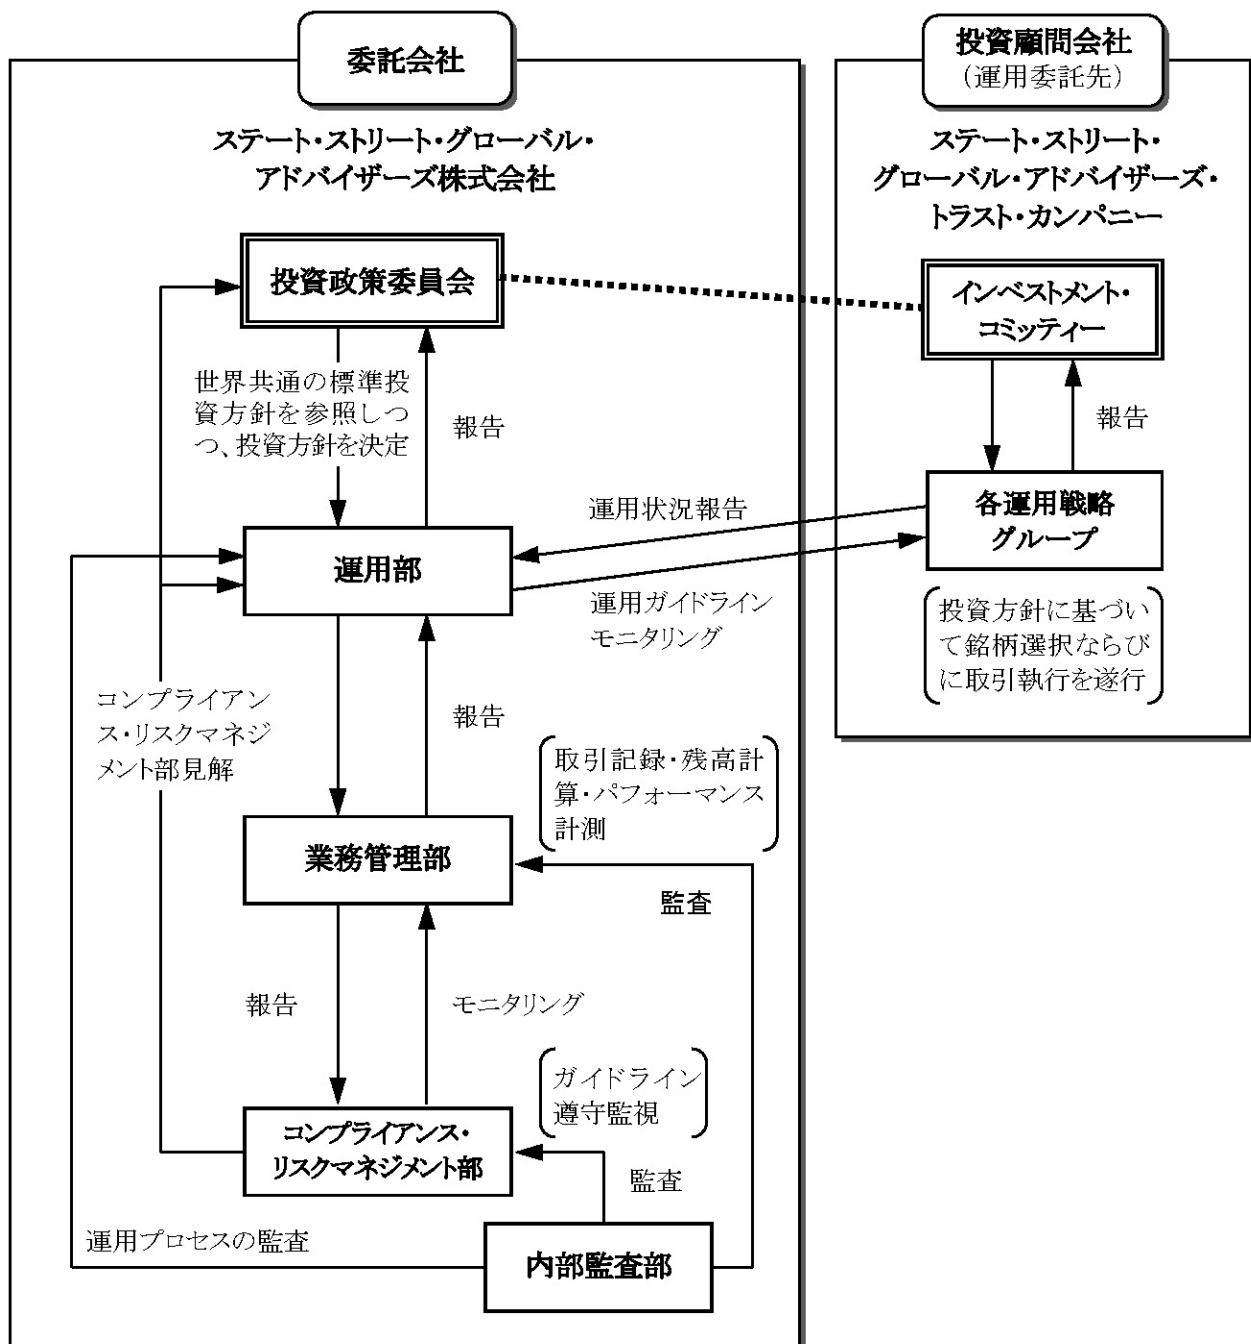 委託会社
ステート・ストリート・グローバル・
アドバイザーズ株式会社
投資政策委員会
世界共通の標準投
資方針を参照しつ
つ、投資方針を決定
報告
運用部
運用状況報告
運用ガイドライン
モニタリング
コンプライアン
ス・リスクマネジ
メント部見解
報告
取引記録・残高計
算・パフォーマンス
計測
業務管理部
監査
報告
モニタリング
ガイドライン
遵守監視
コンプライアンス・
リスクマネジメント部
監査
運用プロセスの監査
内部監査部
投資顧問会社
（運用委託先）
ステート・ストリート・
グローバル・アドバイザーズ・
トラスト・カンパニー
インベストメント・
コミッティー
報告
各運用戦略
グループ
投資方針に基づい
て銘柄選択ならび
に取引執行を遂行